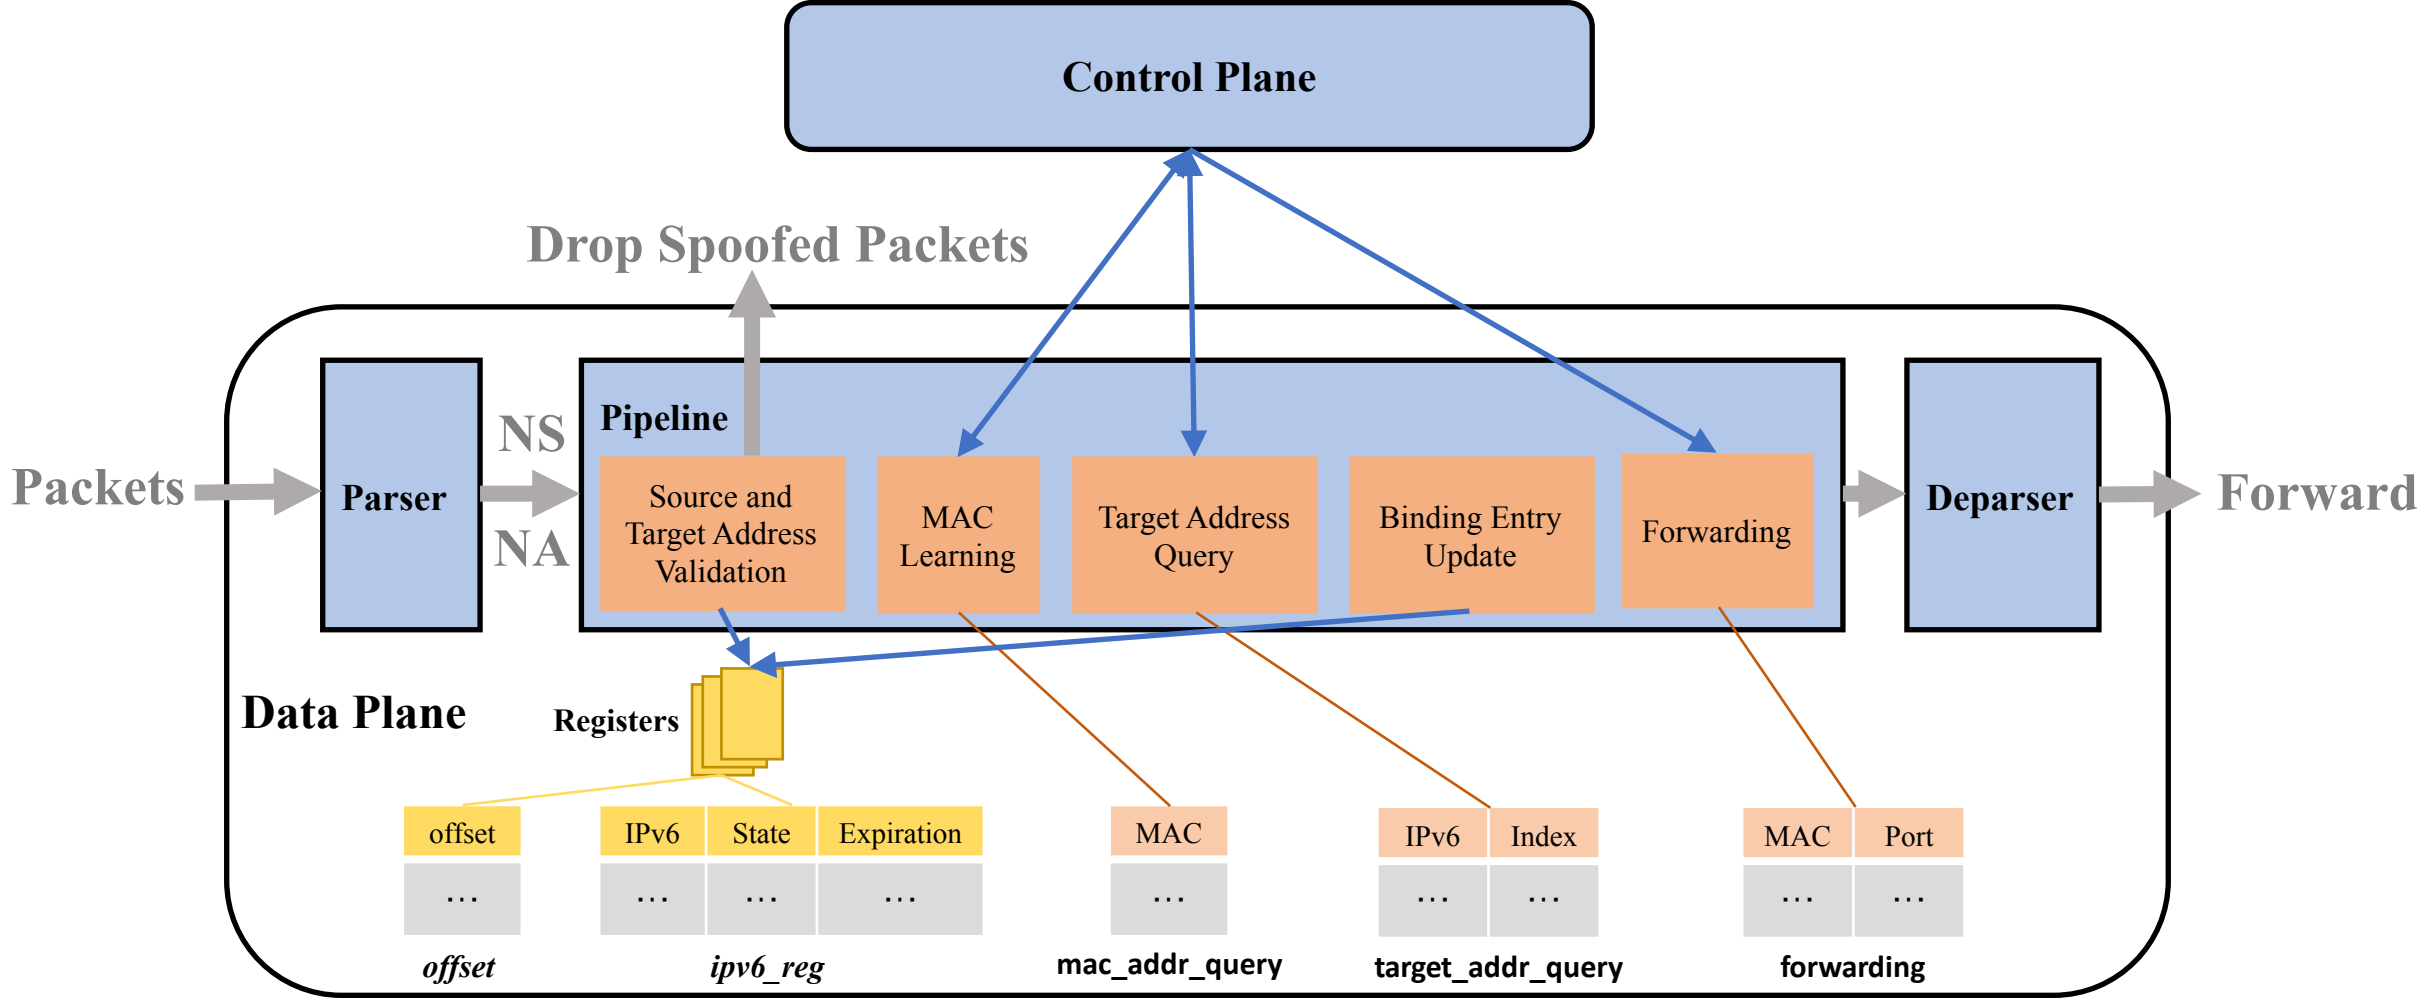 Control Plane
Drop Spoofed Packets
Packets
Parser
NS
NA
Pipeline
Source and
Target Address
Validation
MAC
Learning
Target Address
Query
Binding Entry
Update
Forwarding
Deparser
Forward
Data Plane
Registers
offset
IPv6 State Expiration
MAC
IPv6 Index
MAC Port
...
... ... ...
...
... ...
... ...
offset
ipv6_reg
mac_addr_query
target_addr_query
forwarding